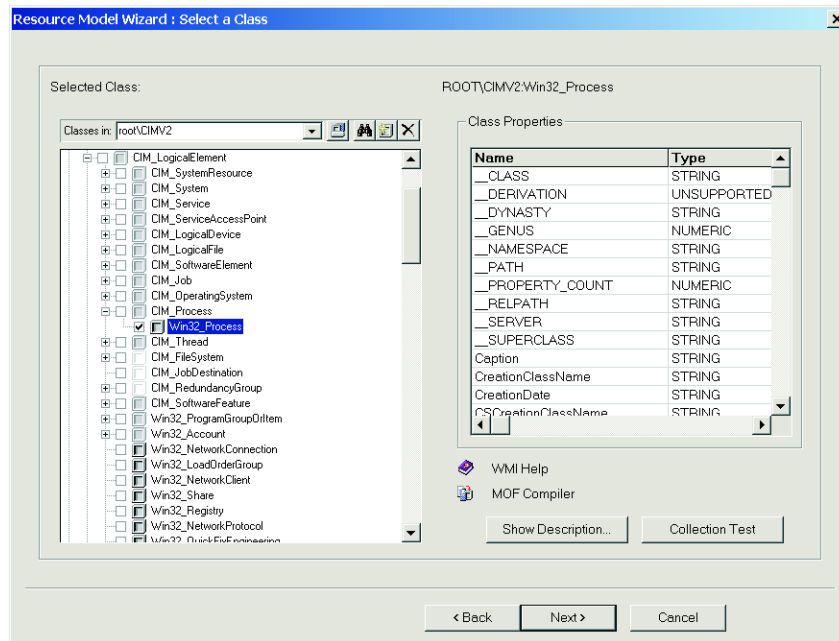 Resource Model Wizard : Select a Class
Selected Class:
Classes in: root\CIMV2
CIM_LogicalElement
CIM_SystemResource
CIM_System
CIM_Service
CIM_ServiceAccessPoint
CIM_LogicalDevice
CIM_LogicalFile
CIM_SoftwareElement
CIM_Job
CIM_OperatingSystem
CIM_Process
Win32_Process
CIM_Thread
CIM_FileSystem
CIM_JobDestination
CIM_RedundancyGroup
CIM_SoftwareFeature
Win32_ProgramGroupOrItem
Win32_Account
Win32_NetworkConnection
Win32_LoadOrderGroup
Win32_NetworkClient
Win32_Share
Win32_Registry
Win32_NetworkProtocol
Win32_QuickFixEngineering
ROOT\CIMV2:Win32_Process
Class Properties
Name Type
__CLASS STRING
__DERIVATION UNSUPPORTED
__DYNASTY STRING
__GENUS NUMERIC
__NAMESPACE STRING
__PATH STRING
__PROPERTY_COUNT NUMERIC
__RELPATH STRING
__SERVER STRING
__SUPERCLASS STRING
Caption STRING
CreationClassName STRING
CreationDate STRING
CSCreationClassName STRING
WMI Help
MOF Compiler
Show Description...
Collection Test
< Back
Next >
Cancel